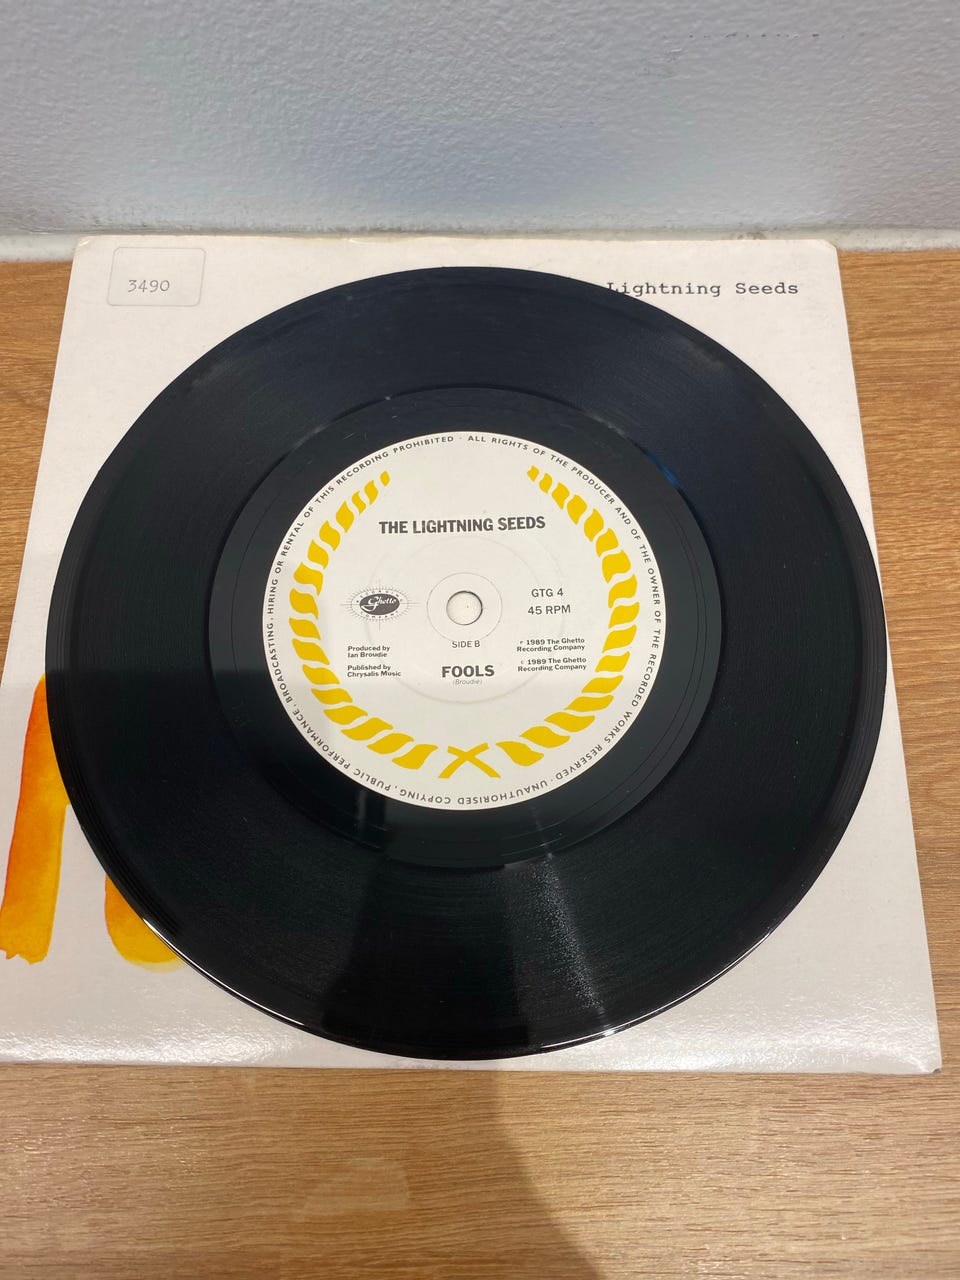 3490
Lightning Seeds
BROADCASTING, HIRING OR RENTAL OF THIS RECORDING PROHIBITED · ALL RIGHTS OF THE PRODUCER AND OF THE OWNER OF THE RECORDED WORKS RESERVED · UNAUTHORISED COPYING, PUBLIC PERFORMANCE,
THE LIGHTNING SEEDS
Ghetto
GTG 4
45 RPM
SIDE B
Produced by
Ian Broudie
Published by
Chrysalis Music
FOOLS
(Broudie)
℗ 1989 The Ghetto
Recording Company
© 1989 The Ghetto
Recording Company